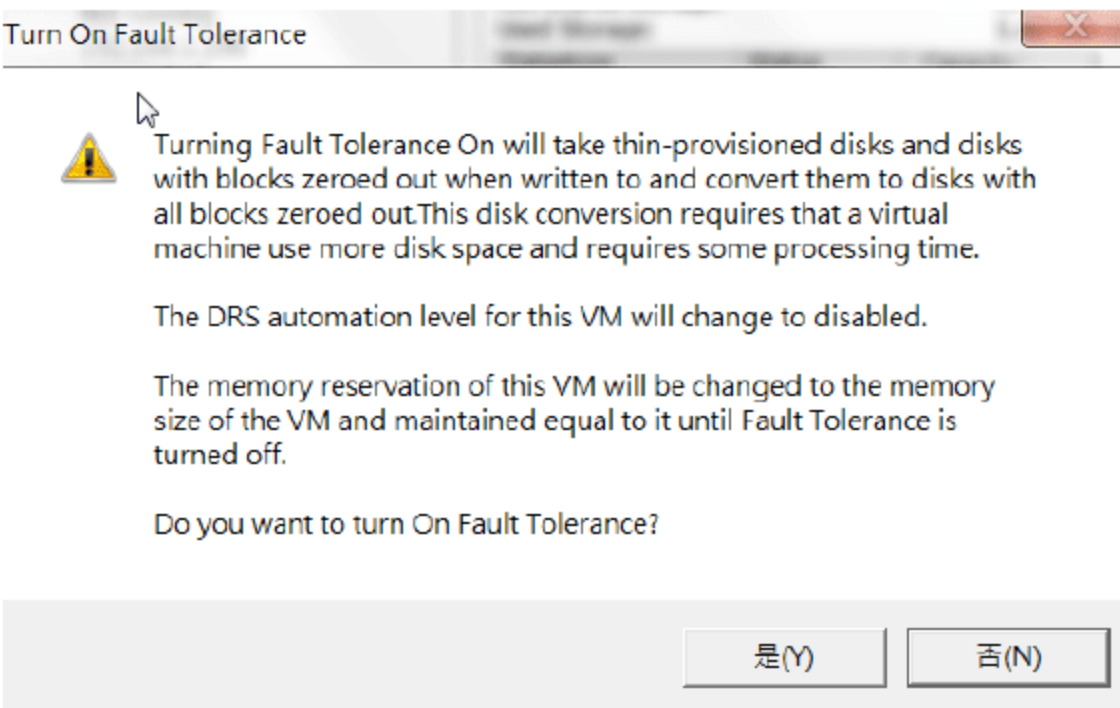 Turn On Fault Tolerance
Used Storage:
Turning Fault Tolerance On will take thin-provisioned disks and disks
with blocks zeroed out when written to and convert them to disks with
all blocks zeroed out.This disk conversion requires that a virtual
machine use more disk space and requires some processing time.
The DRS automation level for this VM will change to disabled.
The memory reservation of this VM will be changed to the memory
size of the VM and maintained equal to it until Fault Tolerance is
turned off.
Do you want to turn On Fault Tolerance?
是(Y)
否(N)